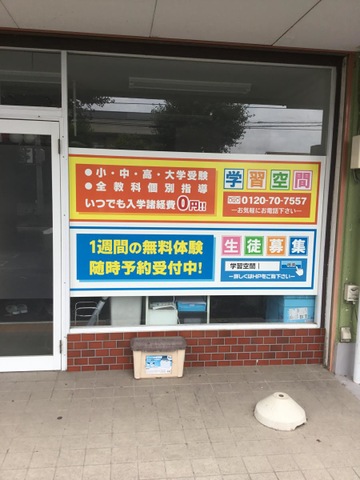 ●小・中・高・大学受験
●全教科個別指導
いつでも入学諸経費0円!!
学習空間
0120-70-7557
―お気軽にお電話下さい―
1週間の無料体験
随時予約受付中!
生徒募集
学習空間
―詳しくはHPをご覧下さい―